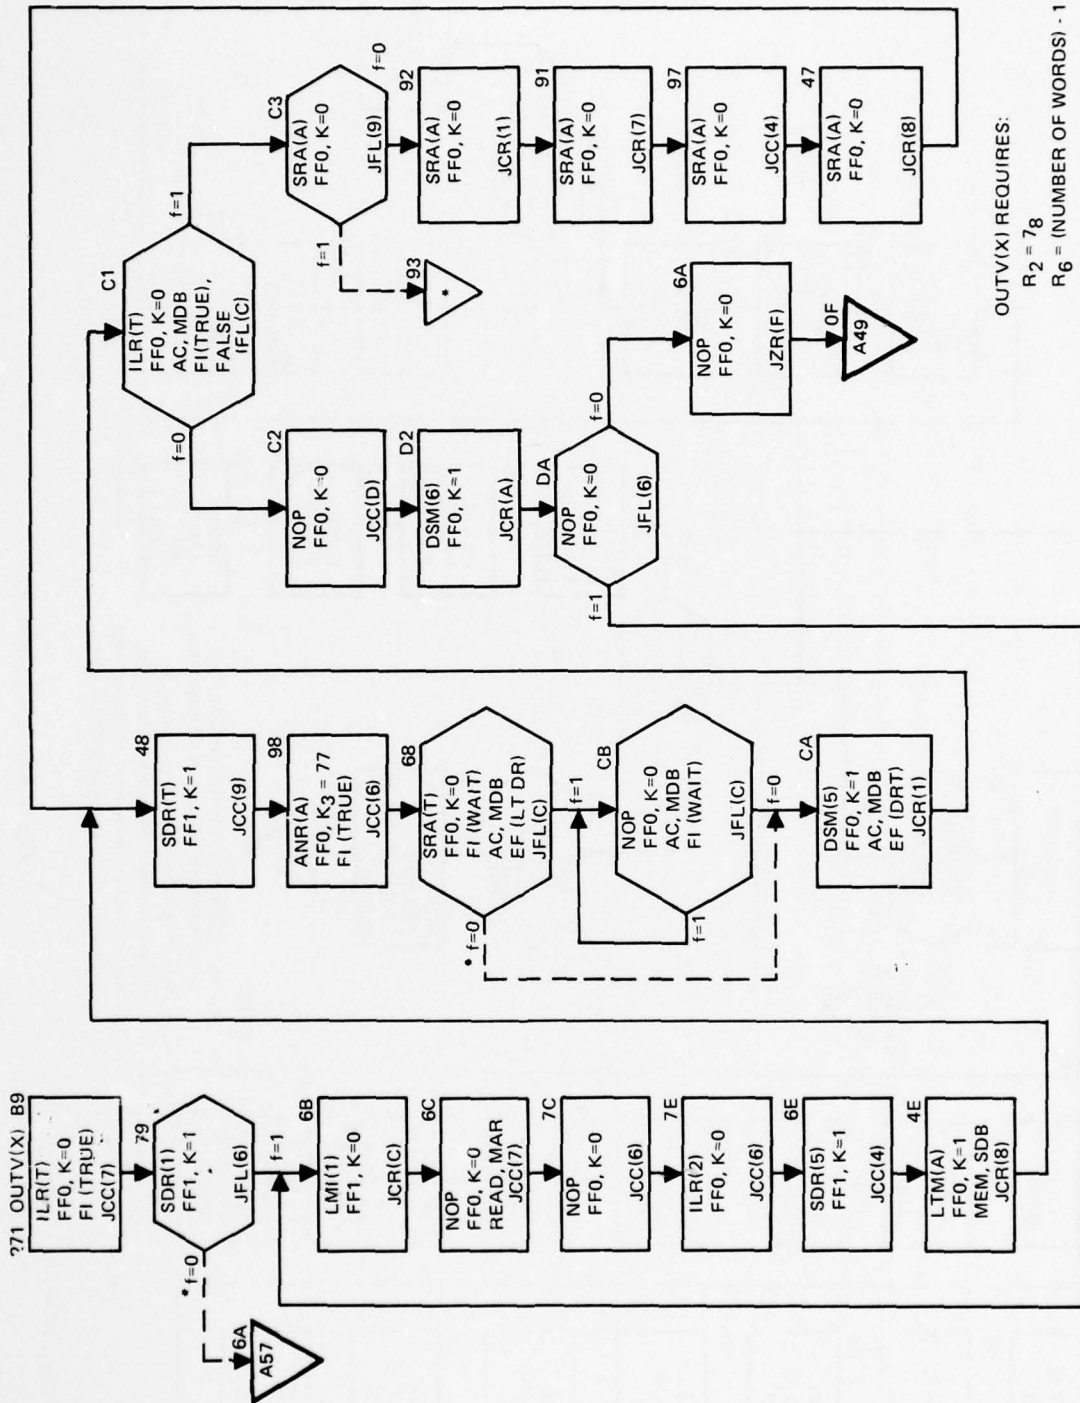 ?71 OUTV(X) B9
ILR(T)
FF0, K=0
FI (TRUE)
JCC(7)
79
SDR(1)
FF1, K=1
JFL(6)
*f=0
6A
A57
f=1
6B
LMI(1)
FF1, K=0
JCR(C)
6C
NOP
FF0, K=0
READ, MAR
JCC(7)
7C
NOP
FF0, K=0
JCC(6)
7E
ILR(2)
FF0, K=0
JCC(6)
6E
SDR(5)
FF1, K=1
JCC(4)
4E
LTM(A)
FF0, K=1
MEM, SDB
JCR(8)
48
SDR(T)
FF1, K=1
JCC(9)
98
ANR(A)
FF0, K3 = 77
FI (TRUE)
JCC(6)
68
SRA(T)
FF0, K=0
FI (WAIT)
AC, MDB
EF (LT DR)
JFL(C)
* f=0
f=1
CB
NOP
FF0, K=0
AC, MDB
FI (WAIT)
JFL(C)
f=1
f=0
CA
DSM(5)
FF0, K=1
AC, MDB
EF (DRT)
JCR(1)
C1
ILR(T)
FF0, K=0
AC, MDB
FI(TRUE),
FALSE
IFL(C)
f=0
f=1
C2
NOP
FF0, K=0
JCC(D)
D2
DSM(6)
FF0, K=1
JCR(A)
DA
NOP
FF0, K=0
JFL(6)
f=1
f=0
6A
NOP
FF0, K=0
JZR(F)
0F
A49
C3
SRA(A)
FF0, K=0
JFL(9)
f=1
93
*
f=0
92
SRA(A)
FF0, K=0
JCR(1)
91
SRA(A)
FF0, K=0
JCR(7)
97
SRA(A)
FF0, K=0
JCC(4)
47
SRA(A)
FF0, K=0
JCR(8)
OUTV(X) REQUIRES:
R2 = 78
R6 = (NUMBER OF WORDS) - 1